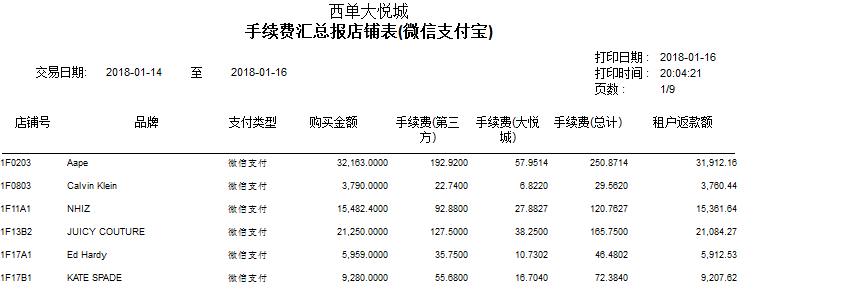 西单大悦城
手续费汇总报店铺表(微信支付宝)
打印日期： 2018-01-16
交易日期: 2018-01-14 至 2018-01-16
打印时间： 20:04:21
页数： 1/9
店铺号 品牌 支付类型 购买金额 手续费(第三方) 手续费(大悦城) 手续费(总计) 租户返款额
1F0203 Aape 微信支付 32,163.0000 192.9200 57.9514 250.8714 31,912.16
1F0803 Calvin Klein 微信支付 3,790.0000 22.7400 6.8220 29.5620 3,760.44
1F11A1 NHIZ 微信支付 15,482.4000 92.8800 27.8827 120.7627 15,361.64
1F13B2 JUICY COUTURE 微信支付 21,250.0000 127.5000 38.2500 165.7500 21,084.27
1F17A1 Ed Hardy 微信支付 5,959.0000 35.7500 10.7302 46.4802 5,912.53
1F17B1 KATE SPADE 微信支付 9,280.0000 55.6800 16.7040 72.3840 9,207.62